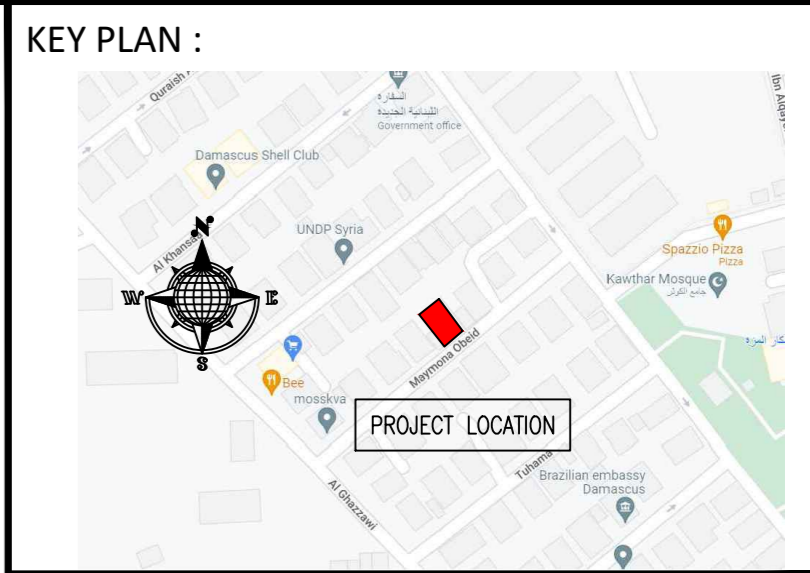 KEY PLAN :
Quraish
السفارة
اللبنانية الجديدة
Government office
Ibn Alqay
Damascus Shell Club
Al Khansa
UNDP Syria
N
W
E
S
Spazzio Pizza
Pizza
Kawthar Mosque
جامع الكوثر
Maymona Obeid
Bee
mosskva
PROJECT LOCATION
Tuhama
Brazilian embassy
Damascus
Al Ghazzawi